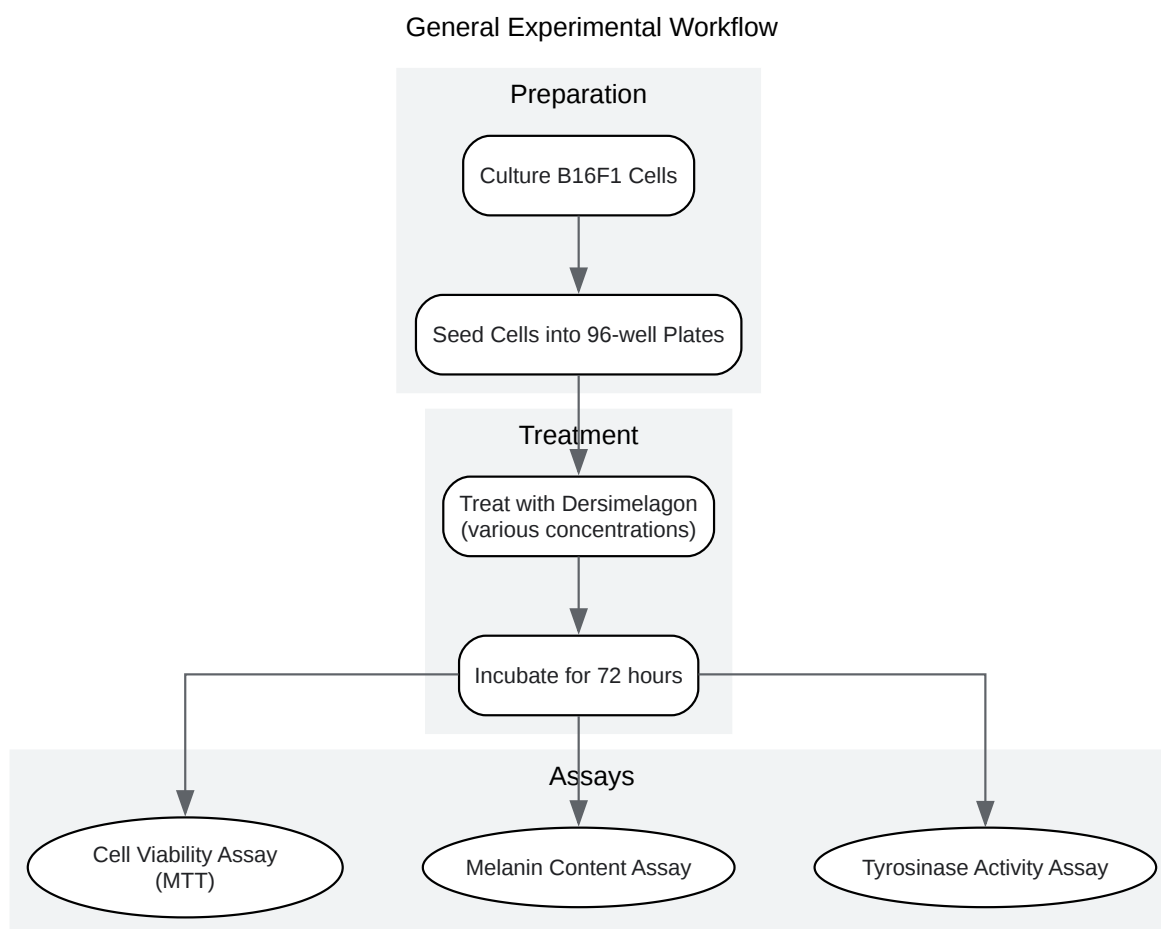 General Experimental Workflow
Preparation
Culture B16F1 Cells
Seed Cells into 96-well Plates
Treatment
Treat with Dersimelagon
(various concentrations)
Incubate for 72 hours
Assays
Cell Viability Assay
(MTT)
Melanin Content Assay
Tyrosinase Activity Assay